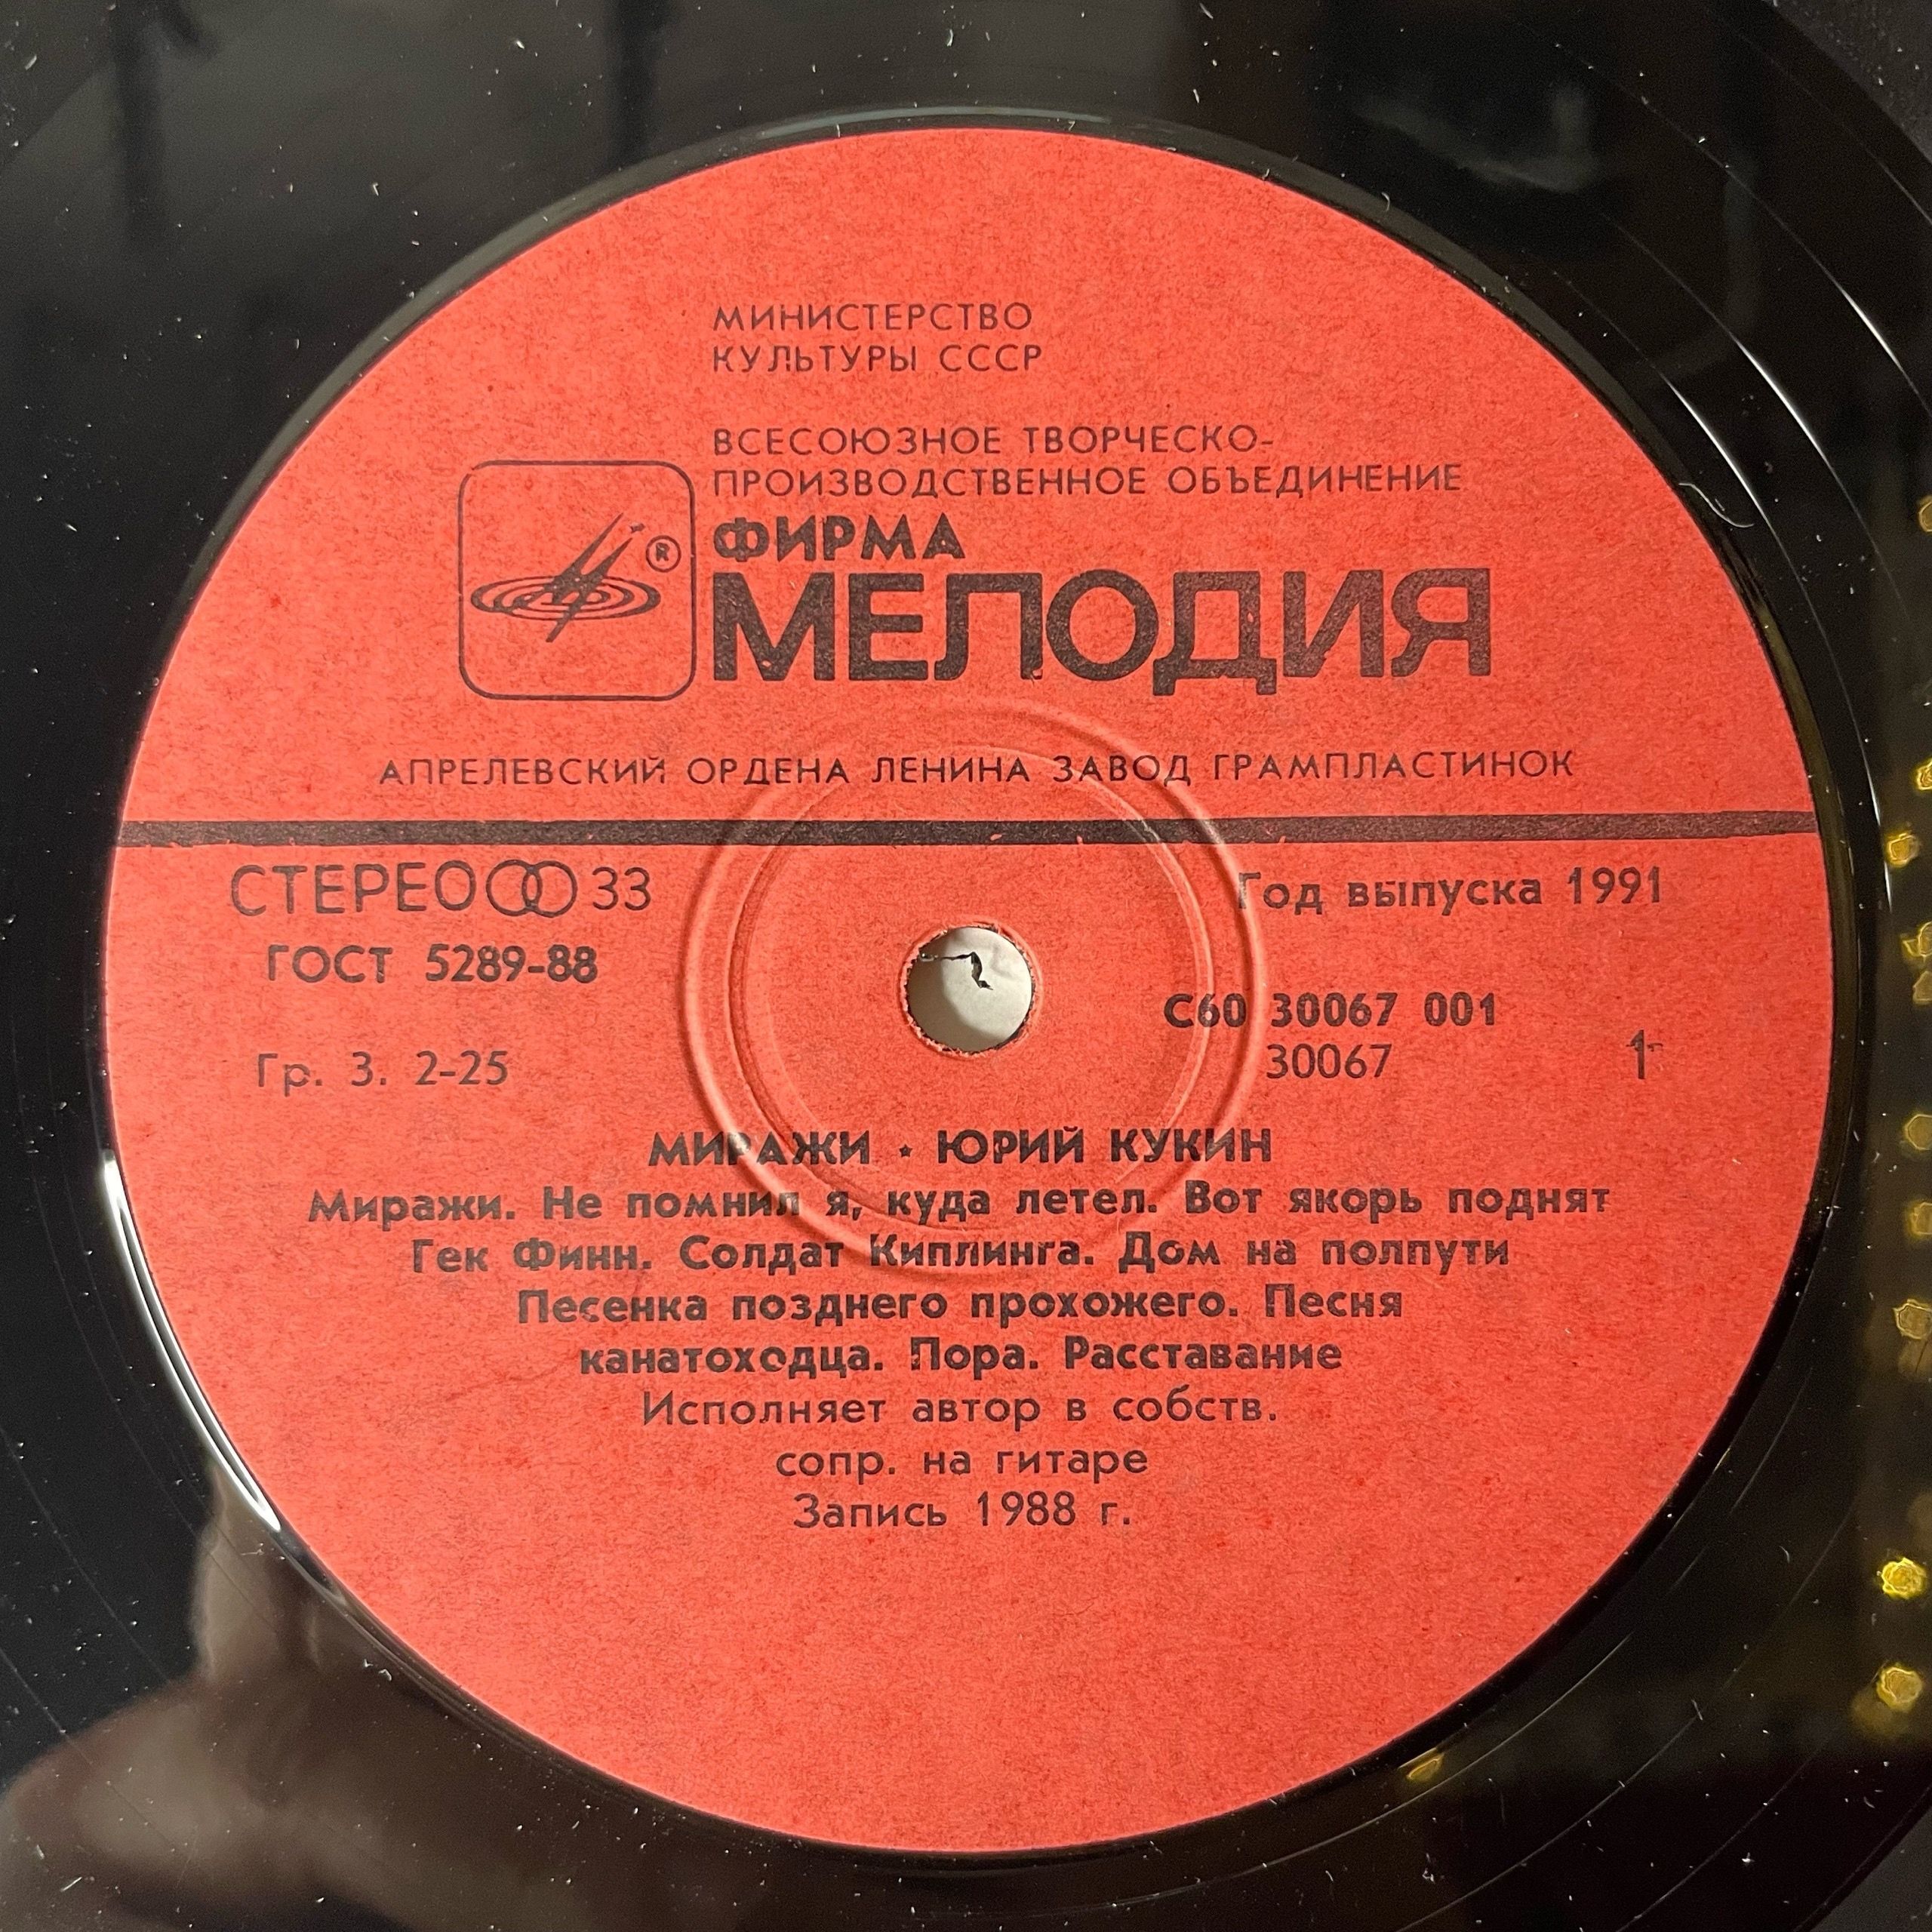 МИНИСТЕРСТВО
КУЛЬТУРЫ СССР
ВСЕСОЮЗНОЕ ТВОРЧЕСКО-
ПРОИЗВОДСТВЕННОЕ ОБЪЕДИНЕНИЕ
ФИРМА
®
МЕЛОДИЯ
АПРЕЛЕВСКИЙ ОРДЕНА ЛЕНИНА ЗАВОД ГРАМПЛАСТИНОК
СТЕРЕО 33
Год выпуска 1991
ГОСТ 5289-88
С60 30067 001
Гр. 3. 2-25
30067
1
МИРАЖИ ⋆ ЮРИЙ КУКИН
Миражи. Не помнил я, куда летел. Вот якорь поднят
Гек Финн. Солдат Киплинга. Дом на полпути
Песенка позднего прохожего. Песня
канатоходца. Пора. Расставание
Исполняет автор в собств.
сопр. на гитаре
Запись 1988 г.